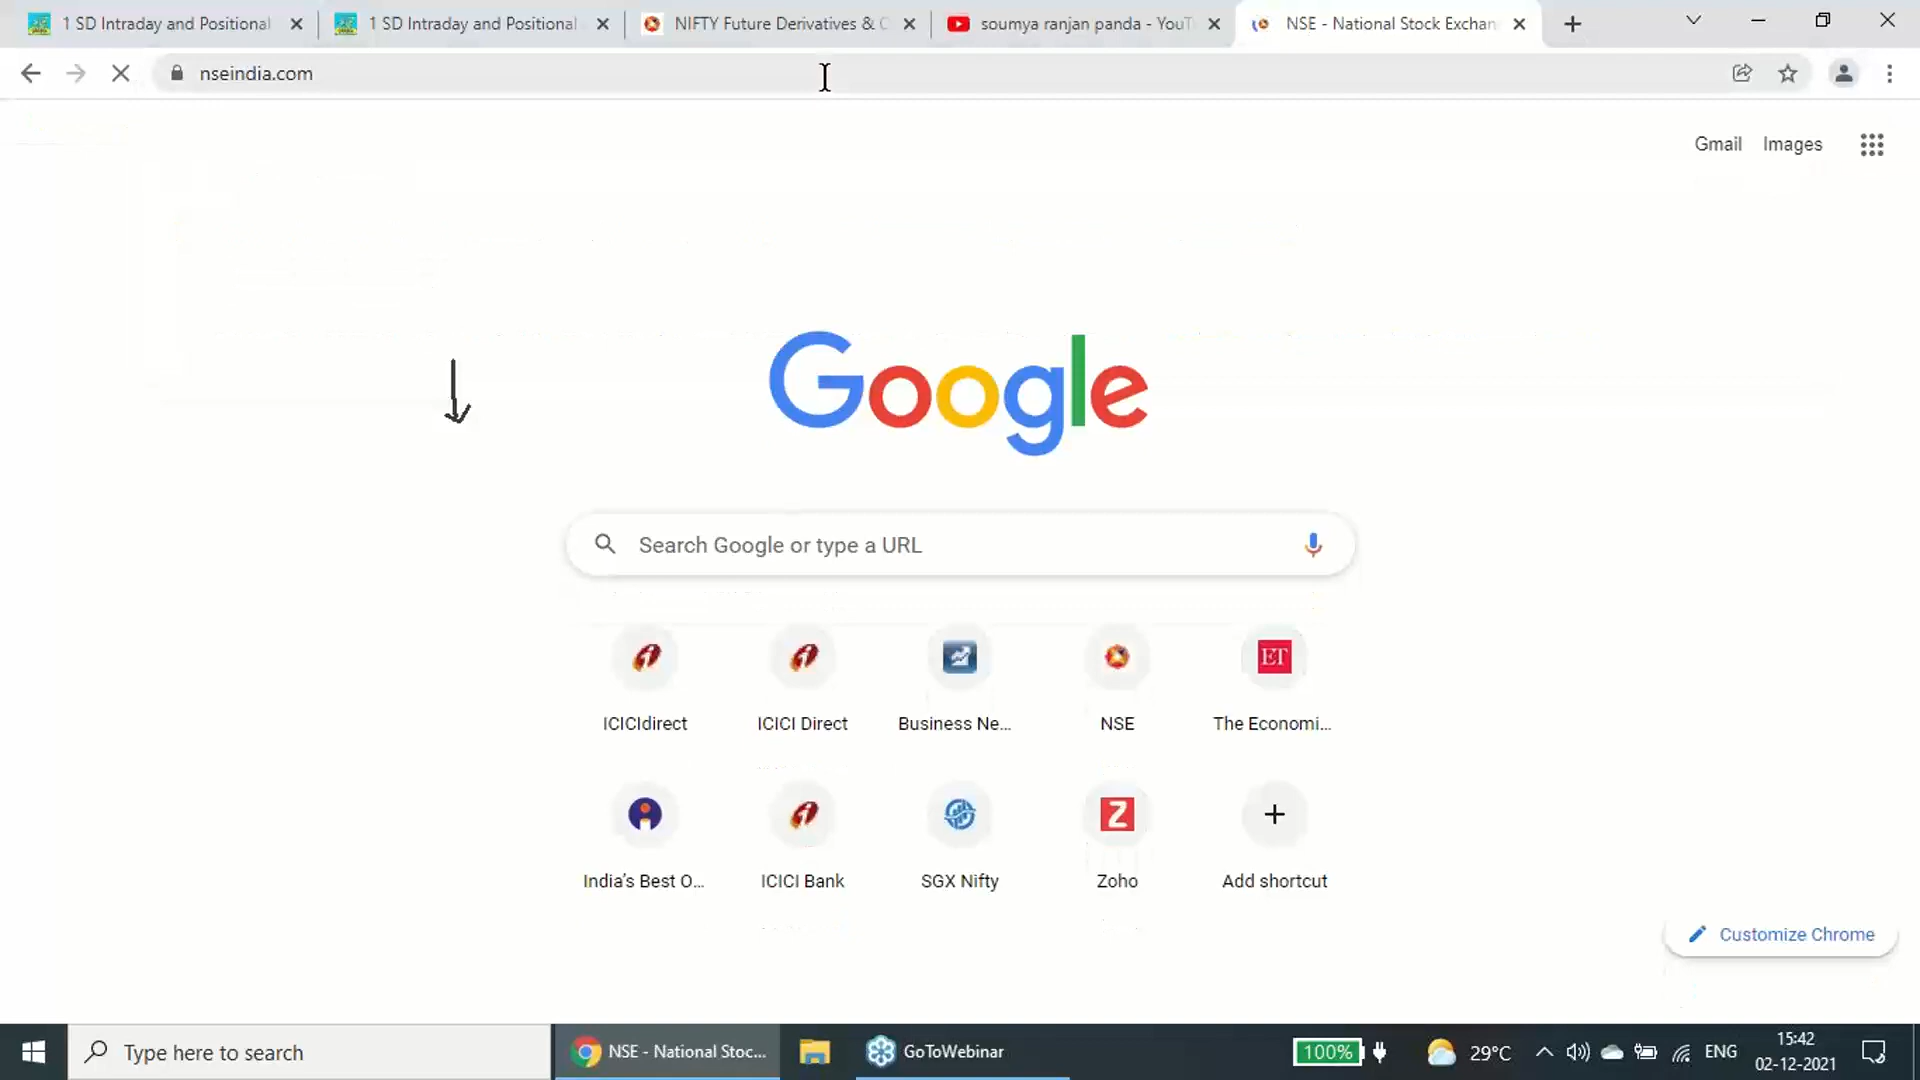 1 SD Intraday and Positional
1 SD Intraday and Positional
NIFTY Future Derivatives & C
soumya ranjan panda - YouT
NSE - National Stock Exchan
nseindia.com
Gmail
Images
Google
Search Google or type a URL
ICICIdirect
ICICI Direct
Business Ne...
NSE
ET
The Economi...
India's Best O...
ICICI Bank
SGX Nifty
Z
Zoho
Add shortcut
Customize Chrome
Type here to search
NSE - National Stoc...
GoToWebinar
100%
29°C
ENG
15:42
02-12-2021